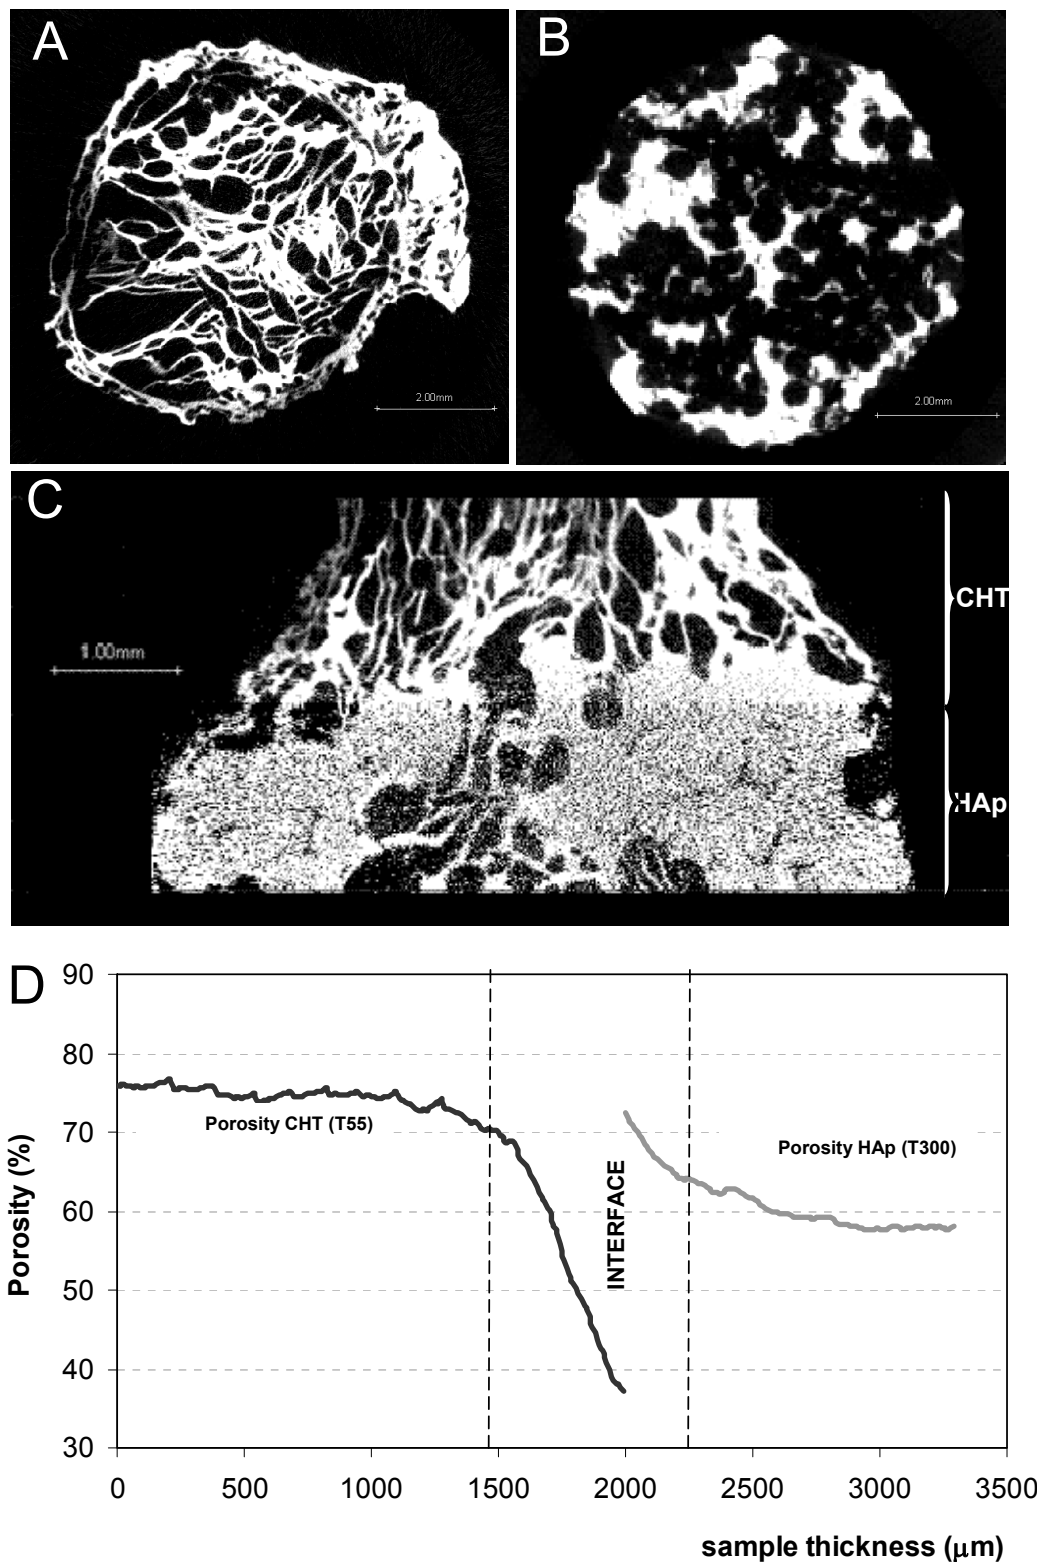 A
B
2.00mm
2.00mm
C
1.00mm
CHT
HAp
D
90
80
70
60
50
40
30
Porosity (%)
Porosity CHT (T55)
INTERFACE
Porosity HAp (T300)
0 500 1000 1500 2000 2500 3000 3500
sample thickness (μm)